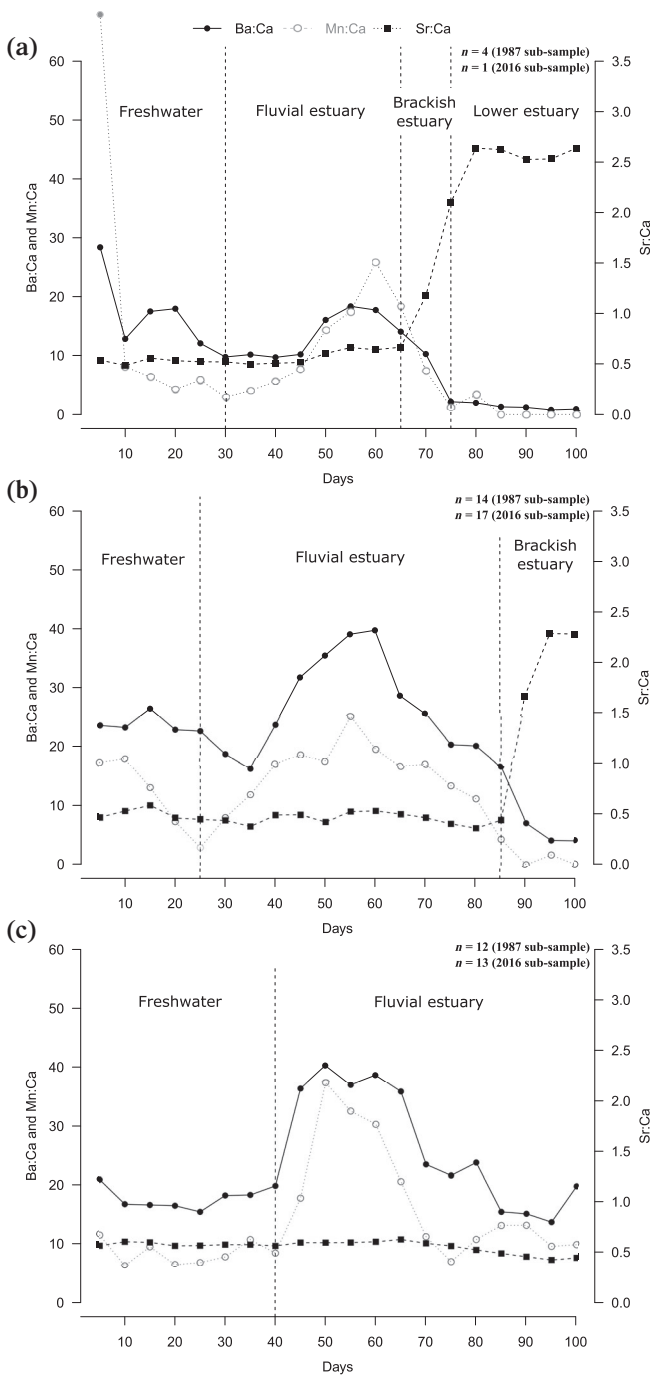 Ba:Ca Mn:Ca Sr:Ca
(a)
n = 4 (1987 sub-sample)
n = 1 (2016 sub-sample)
Freshwater Fluvial estuary Brackish estuary Lower estuary
Ba:Ca and Mn:Ca
60
50
40
30
20
10
0
Sr:Ca
3.5
3.0
2.5
2.0
1.5
1.0
0.5
0.0
10 20 30 40 50 60 70 80 90 100
Days
(b)
n = 14 (1987 sub-sample)
n = 17 (2016 sub-sample)
Freshwater Fluvial estuary Brackish estuary
Ba:Ca and Mn:Ca
60
50
40
30
20
10
0
Sr:Ca
3.5
3.0
2.5
2.0
1.5
1.0
0.5
0.0
10 20 30 40 50 60 70 80 90 100
Days
(c)
n = 12 (1987 sub-sample)
n = 13 (2016 sub-sample)
Freshwater Fluvial estuary
Ba:Ca and Mn:Ca
60
50
40
30
20
10
0
Sr:Ca
3.5
3.0
2.5
2.0
1.5
1.0
0.5
0.0
10 20 30 40 50 60 70 80 90 100
Days